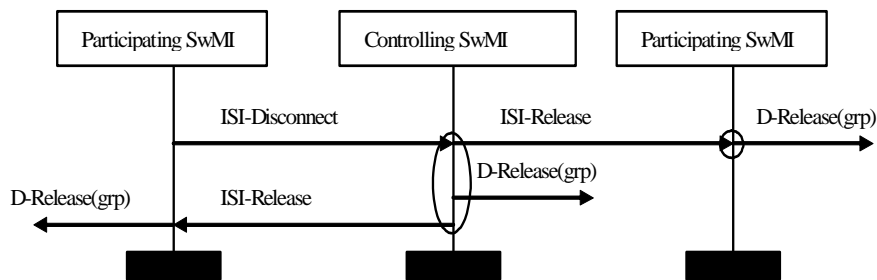 Participating SwMI
Controlling SwMI
Participating SwMI
ISI-Disconnect
ISI-Release
D-Release(grp)
D-Release(grp)
D-Release(grp)
ISI-Release